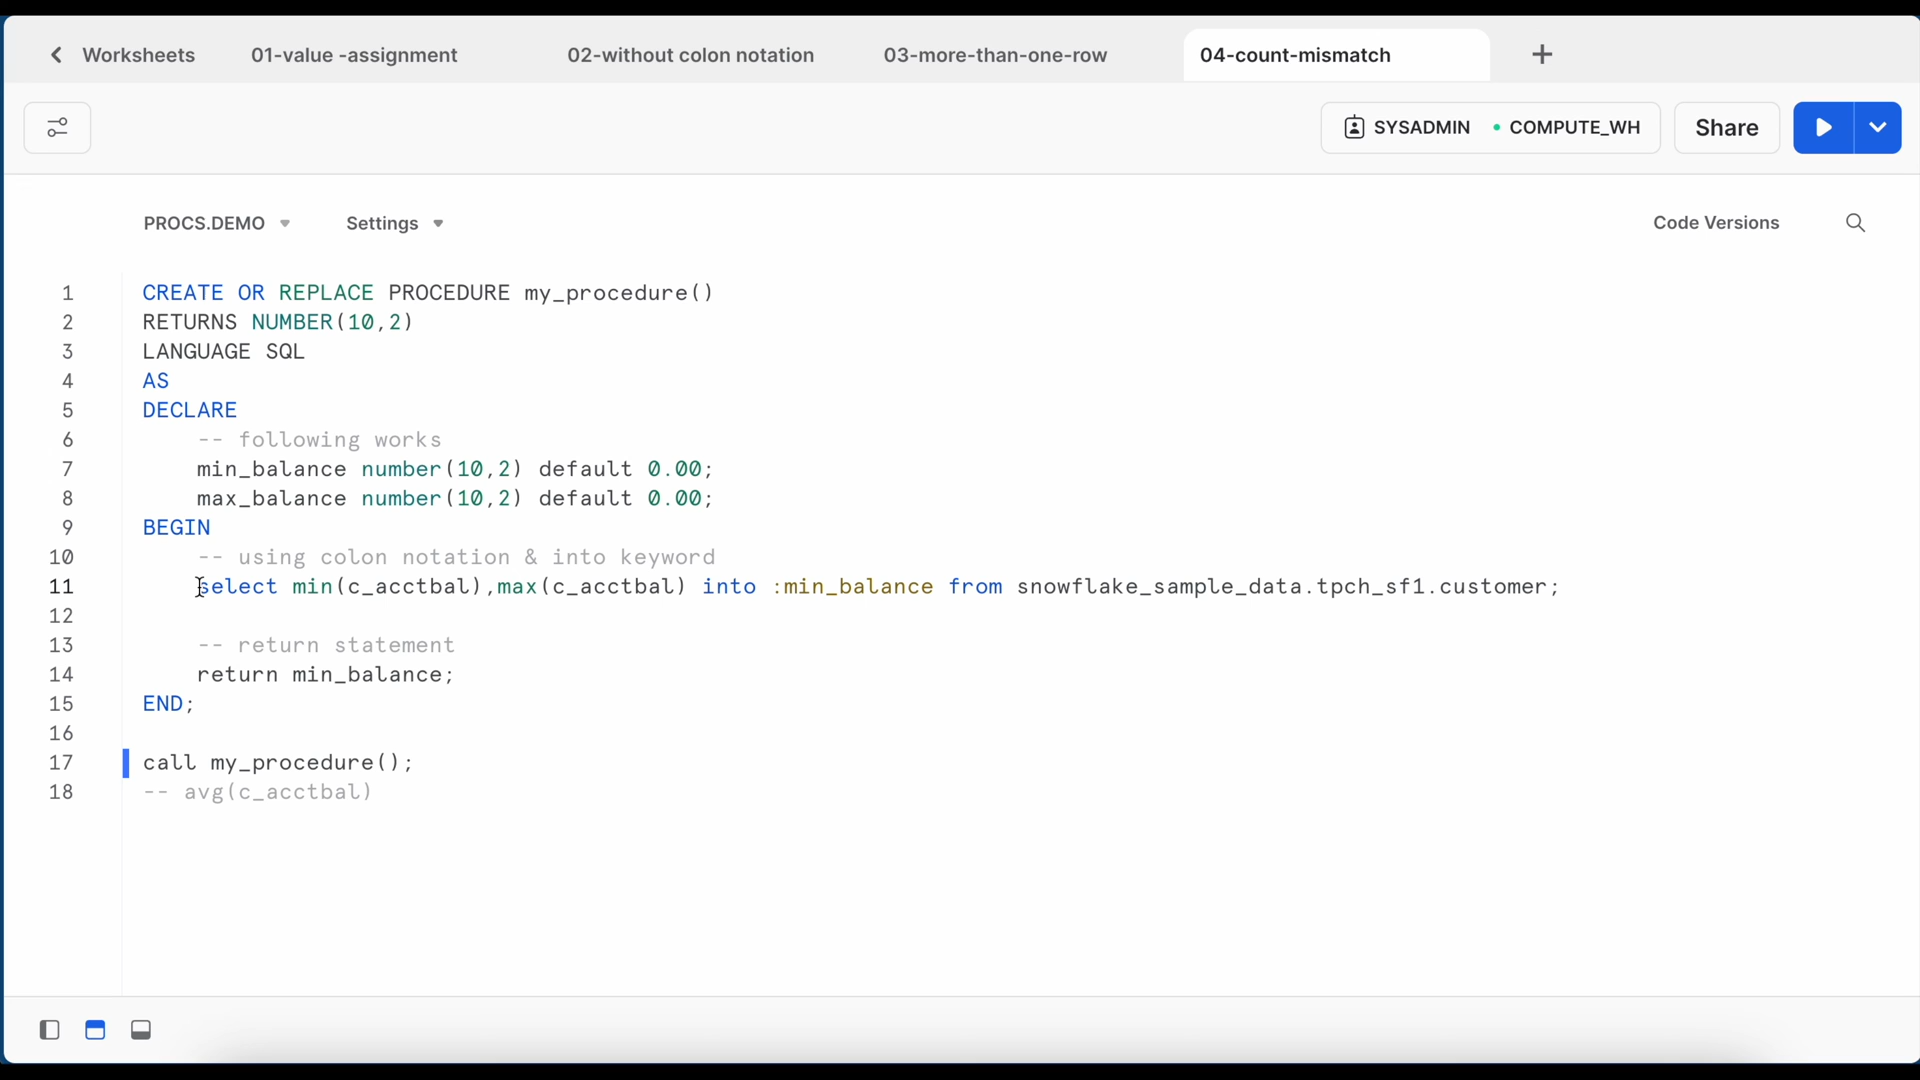 Worksheets 01-value -assignment 02-without colon notation 03-more-than-one-row 04-count-mismatch +
SYSADMIN • COMPUTE_WH Share
PROCS.DEMO Settings Code Versions
1 CREATE OR REPLACE PROCEDURE my_procedure()
2 RETURNS NUMBER(10,2)
3 LANGUAGE SQL
4 AS
5 DECLARE
6 -- following works
7 min_balance number(10,2) default 0.00;
8 max_balance number(10,2) default 0.00;
9 BEGIN
10 -- using colon notation & into keyword
11 select min(c_acctbal),max(c_acctbal) into :min_balance from snowflake_sample_data.tpch_sf1.customer;
12
13 -- return statement
14 return min_balance;
15 END;
16
17 call my_procedure();
18 -- avg(c_acctbal)